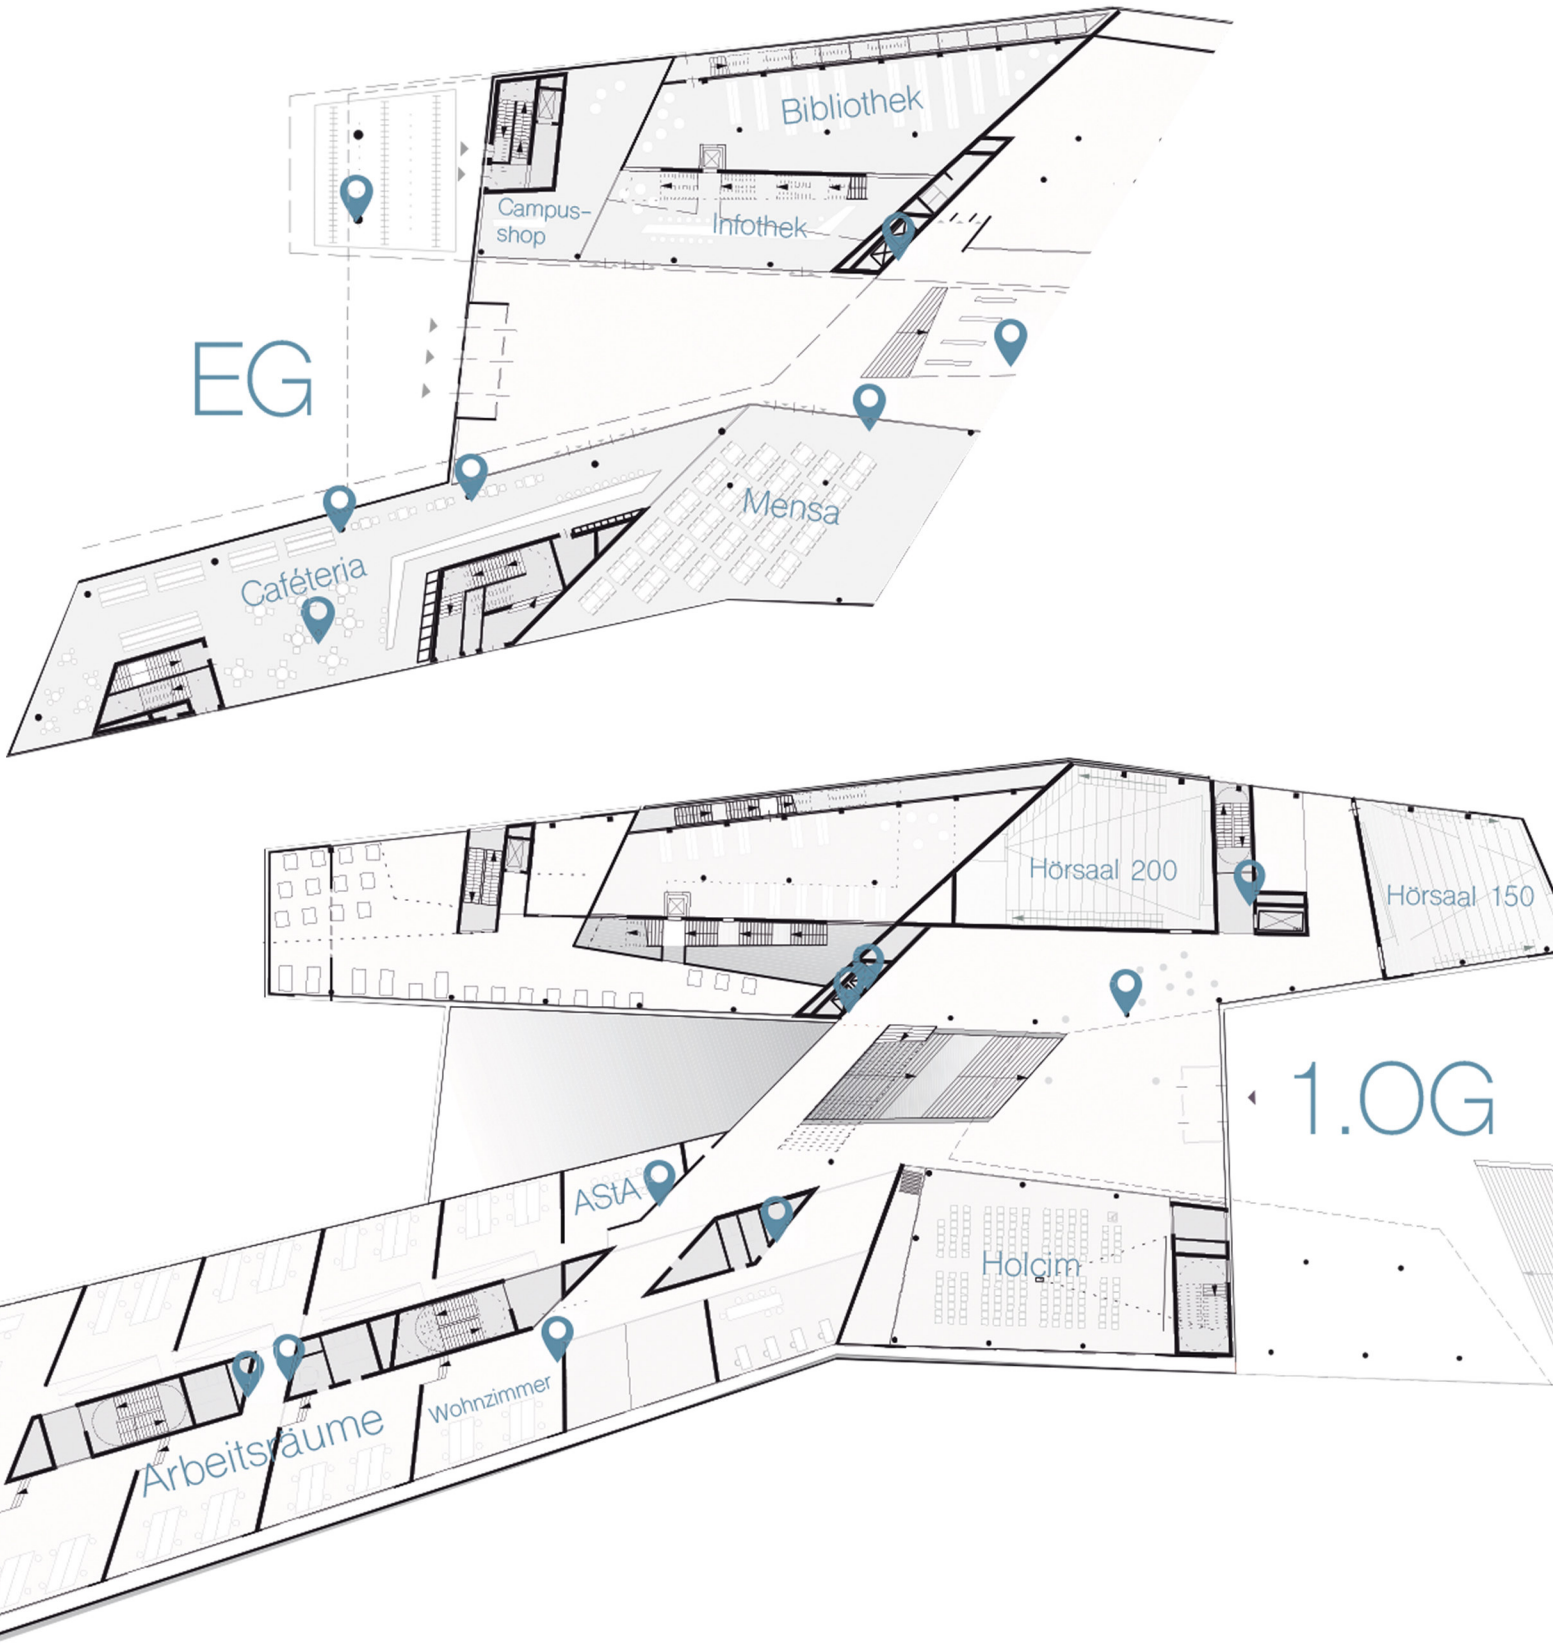 Bibliothek
Campus-
shop
Infothek
EG
Mensa
Caféteria
Hörsaal 200
Hörsaal 150
1.OG
AStA
Holcim
Wohnzimmer
Arbeitsräume